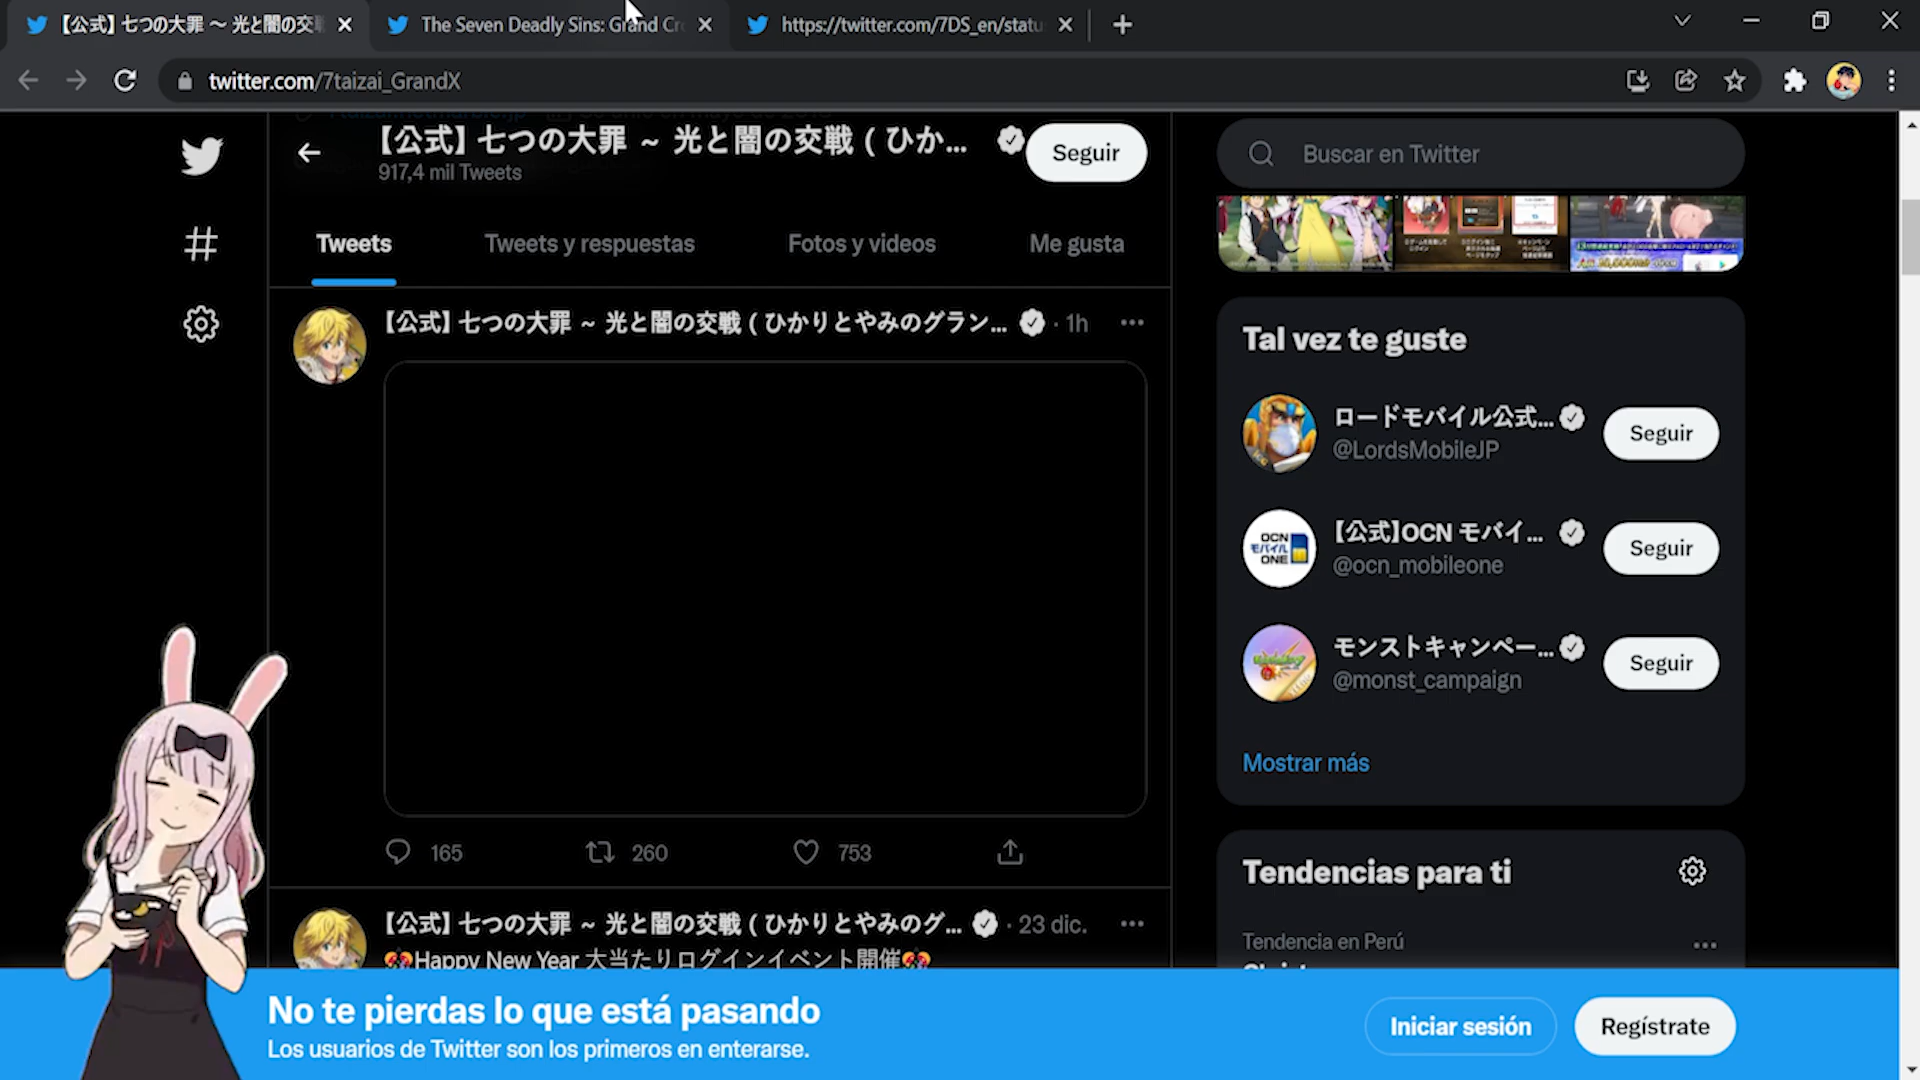 【公式】七つの大罪 ～ 光と闇の交戦
The Seven Deadly Sins: Grand Cro
https://twitter.com/7DS_en/statu
twitter.com/7taizai_GrandX
【公式】七つの大罪 ~ 光と闇の交戦 ( ひか...
917,4 mil Tweets
Seguir
Buscar en Twitter
Tweets
Tweets y respuestas
Fotos y videos
Me gusta
【公式】七つの大罪 ~ 光と闇の交戦 ( ひかりとやみのグラン... · 1h
165
260
753
【公式】七つの大罪 ~ 光と闇の交戦 ( ひかりとやみのグ... · 23 dic.
Happy New Year 大当たりログインイベント開催
Tal vez te guste
ロードモバイル公式...
@LordsMobileJP
Seguir
OCN
モバイル
ONE
【公式】OCN モバイ...
@ocn_mobileone
Seguir
モンストキャンペー...
@monst_campaign
Seguir
Mostrar más
Tendencias para ti
Tendencia en Perú
No te pierdas lo que está pasando
Los usuarios de Twitter son los primeros en enterarse.
Iniciar sesión
Regístrate